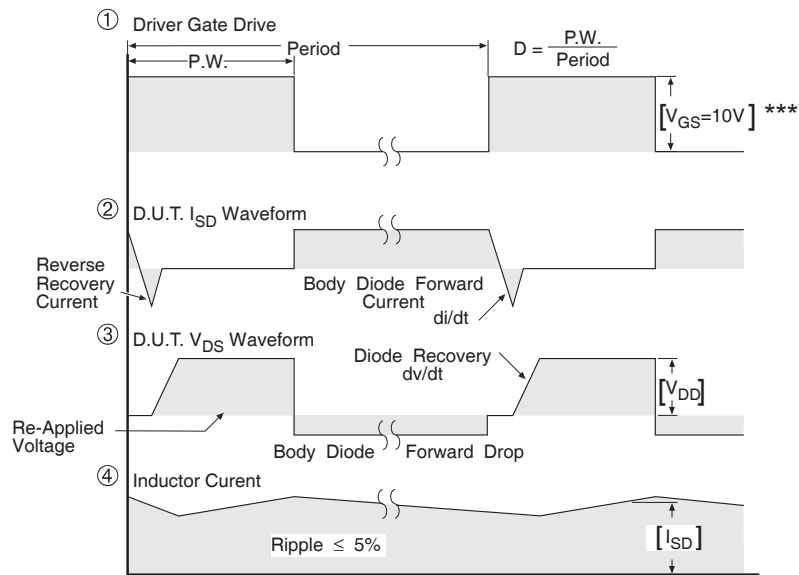 ① Driver Gate Drive
P.W.
Period
D = P.W. / Period
[VGS=10V] ***
② D.U.T. ISD Waveform
Reverse
Recovery
Current
Body Diode Forward
Current
di/dt
③ D.U.T. VDS Waveform
Diode Recovery
dv/dt
[VDD]
Re-Applied
Voltage
Body Diode Forward Drop
④ Inductor Curent
Ripple ≤ 5%
[ISD]